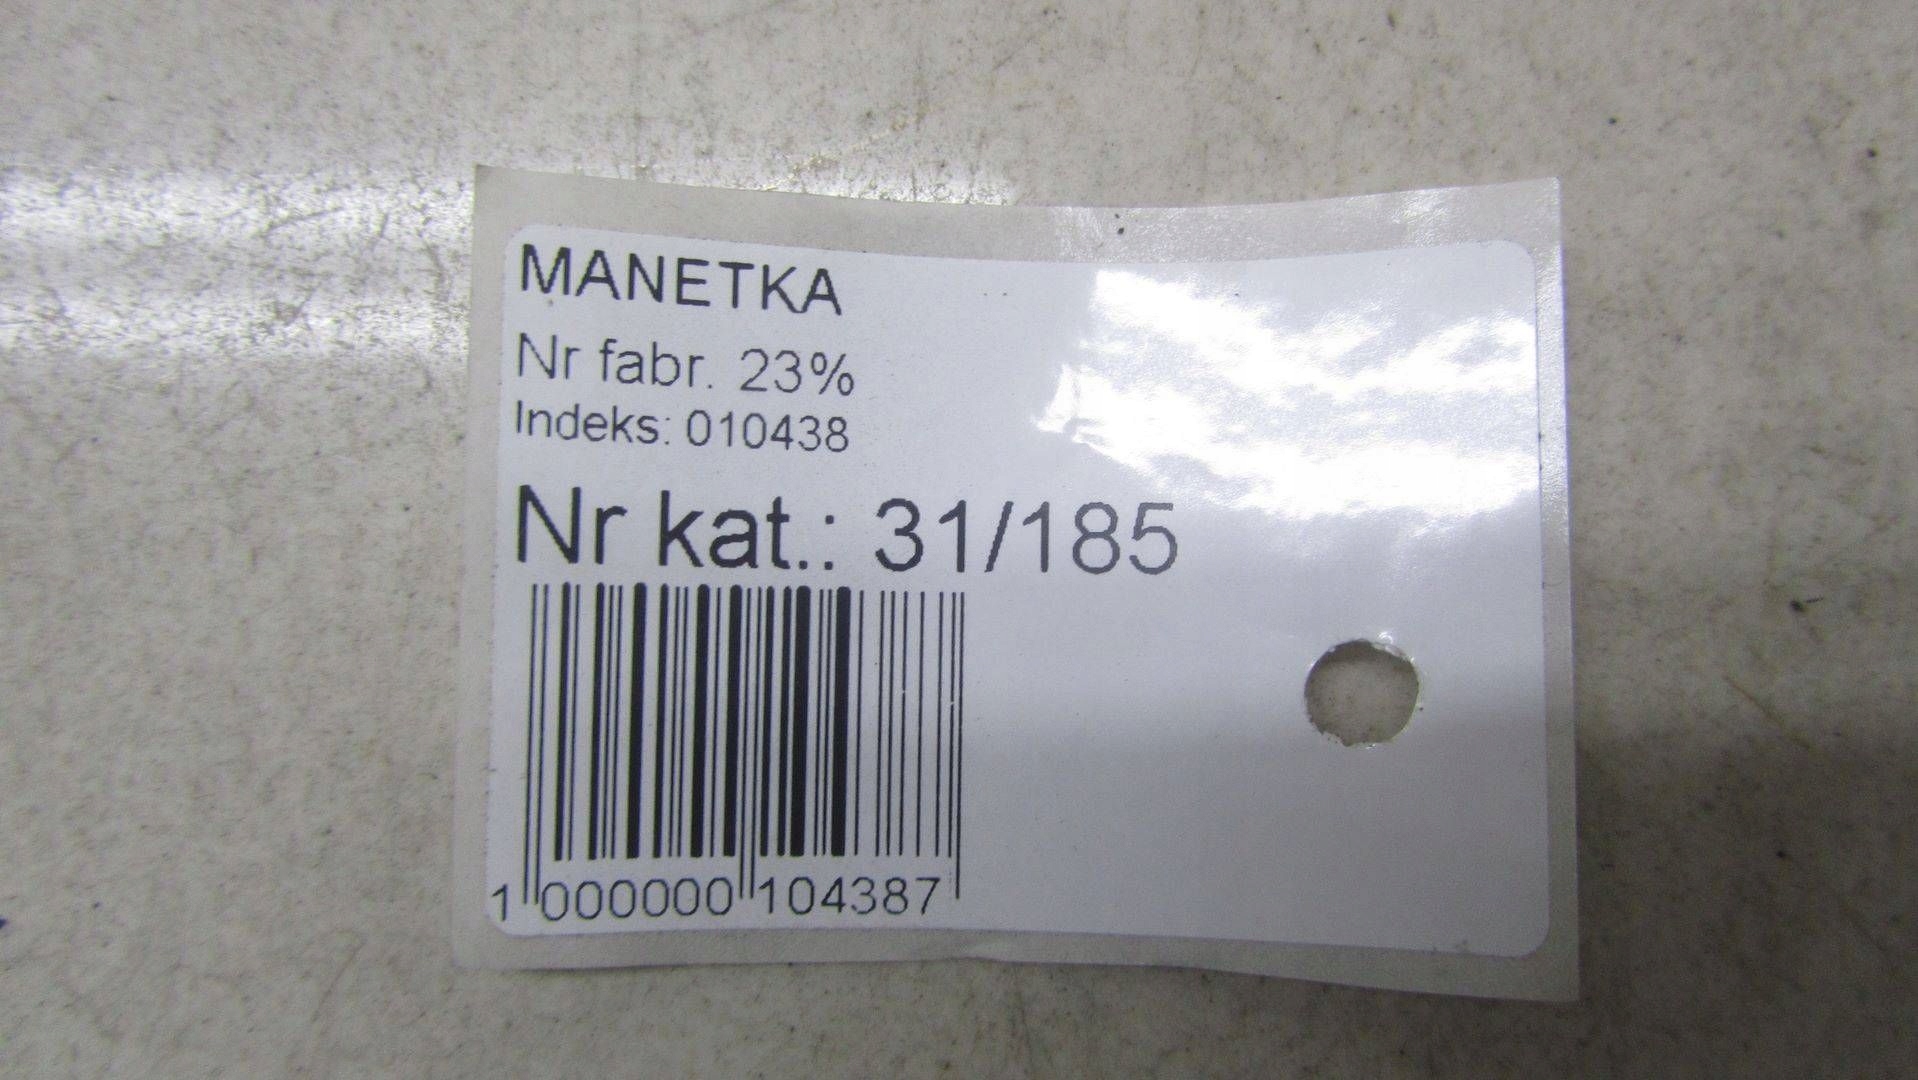 MANETKA
Nr fabr. 23%
Indeks: 010438
Nr kat.: 31/185
1 000000 104387